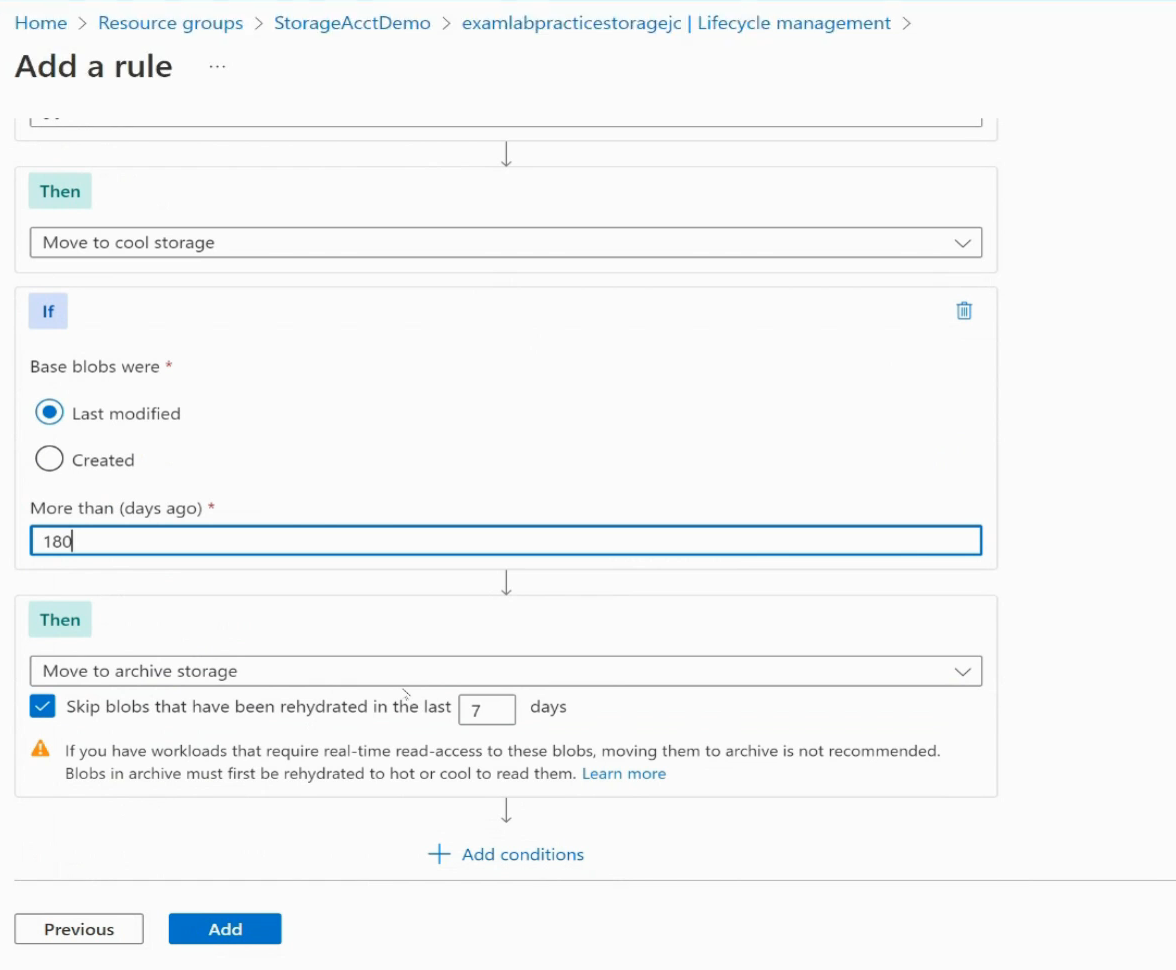 Home > Resource groups > StorageAcctDemo > examlabpracticestoragejc | Lifecycle management >
Add a rule ...
Then
Move to cool storage
If
Base blobs were *
Last modified
Created
More than (days ago) *
180
Then
Move to archive storage
Skip blobs that have been rehydrated in the last 7 days
If you have workloads that require real-time read-access to these blobs, moving them to archive is not recommended.
Blobs in archive must first be rehydrated to hot or cool to read them. Learn more
+ Add conditions
Previous Add